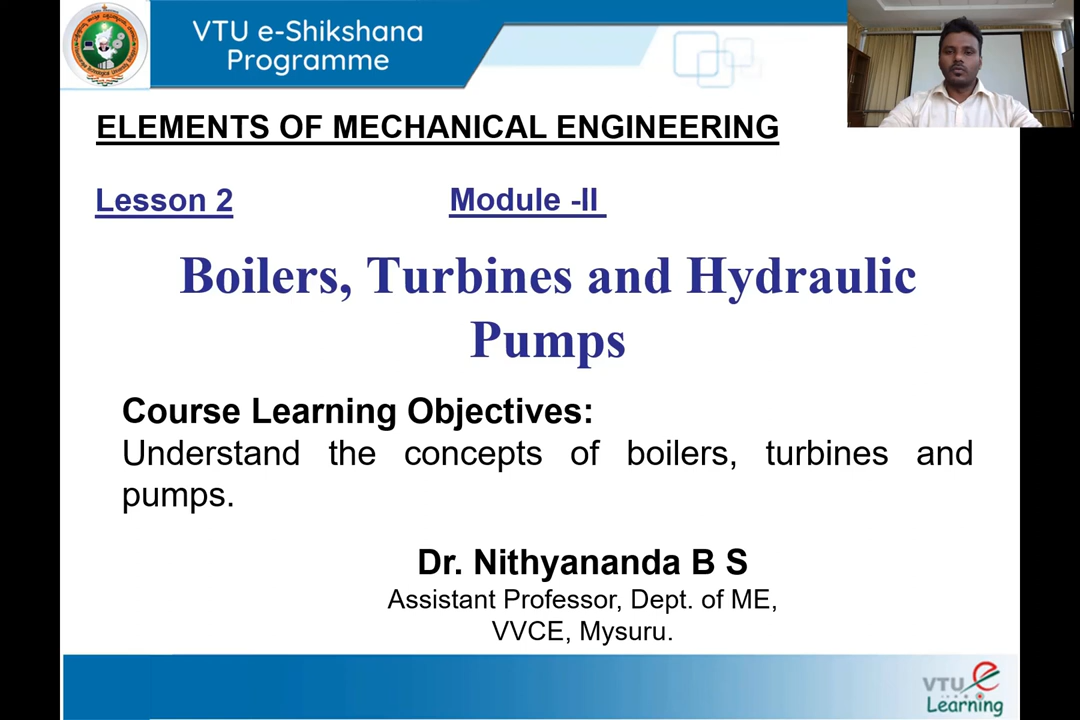 VTU e-Shikshana
Programme
ELEMENTS OF MECHANICAL ENGINEERING
Lesson 2 Module -II
Boilers, Turbines and Hydraulic
Pumps
Course Learning Objectives:
Understand the concepts of boilers, turbines and
pumps.
Dr. Nithyananda B S
Assistant Professor, Dept. of ME,
VVCE, Mysuru.
VTU e
Learning